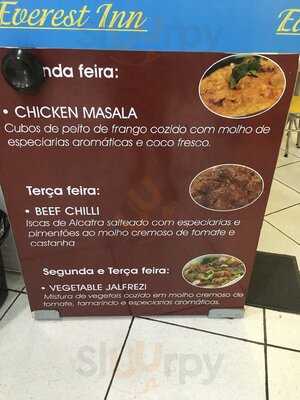 Everest Inn
nda feira:
• CHICKEN MASALA
Cubos de peito de frango cozido com molho de
especiarias aromáticas e coco fresco.
Terça feira:
• BEEF CHILLI
Iscas de Alcatra salteado com especiarias e
pimentões ao molho cremoso de tomate e
castanha
Segunda e Terça feira:
• VEGETABLE JALFREZI
Mistura de vegetais cozido em molho cremoso de
tomate, tamarindo e especiarias aromáticas.
Sluurpy